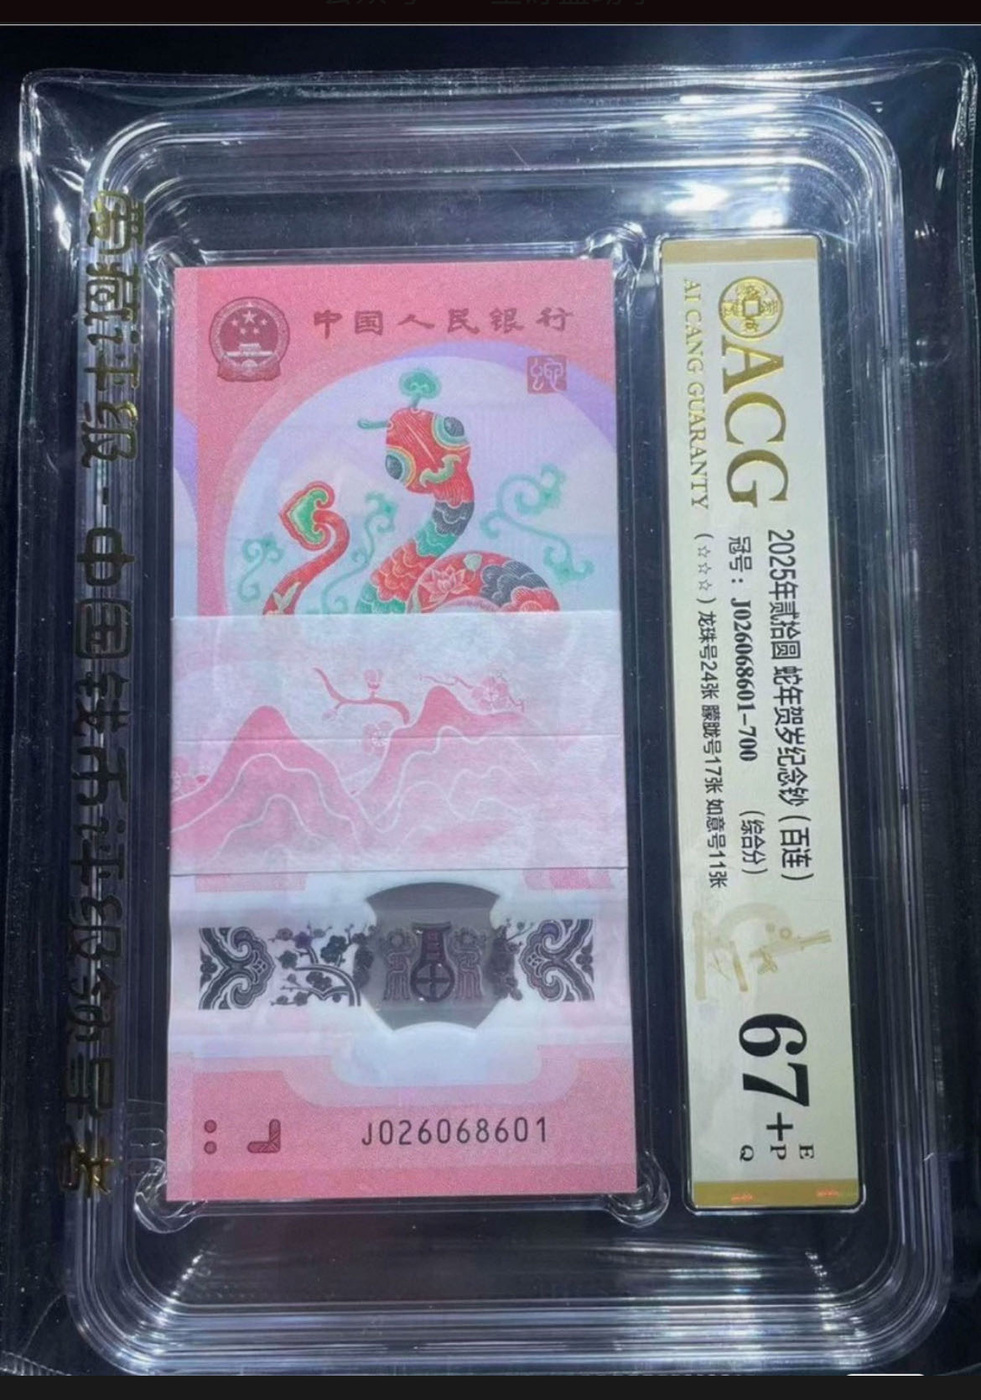 中国人民银行
J026068601
ACG
AI CANG GUARANTY
2025年贰拾圆 蛇年贺岁纪念钞（百连）
冠号：J026068601-700 （综合分）
（☆☆☆）龙珠号24张 朦胧号17张 如意号11张
67+
E
P
Q
爱藏评级-中国钱币评级领导者